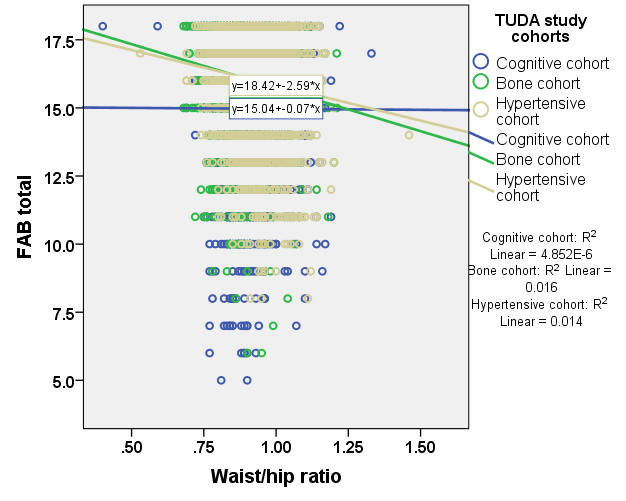 TUDA study
cohorts
Cognitive cohort
Bone cohort
Hypertensive
cohort
Cognitive cohort
Bone cohort
Hypertensive
cohort
Cognitive cohort: R²
Linear = 4.852E-6
Bone cohort: R² Linear =
0.016
Hypertensive cohort: R²
Linear = 0.014
FAB total
17.5
15.0
12.5
10.0
7.5
5.0
y=18.42+-2.59*x
y=15.04+-0.07*x
.50
.75
1.00
1.25
1.50
Waist/hip ratio